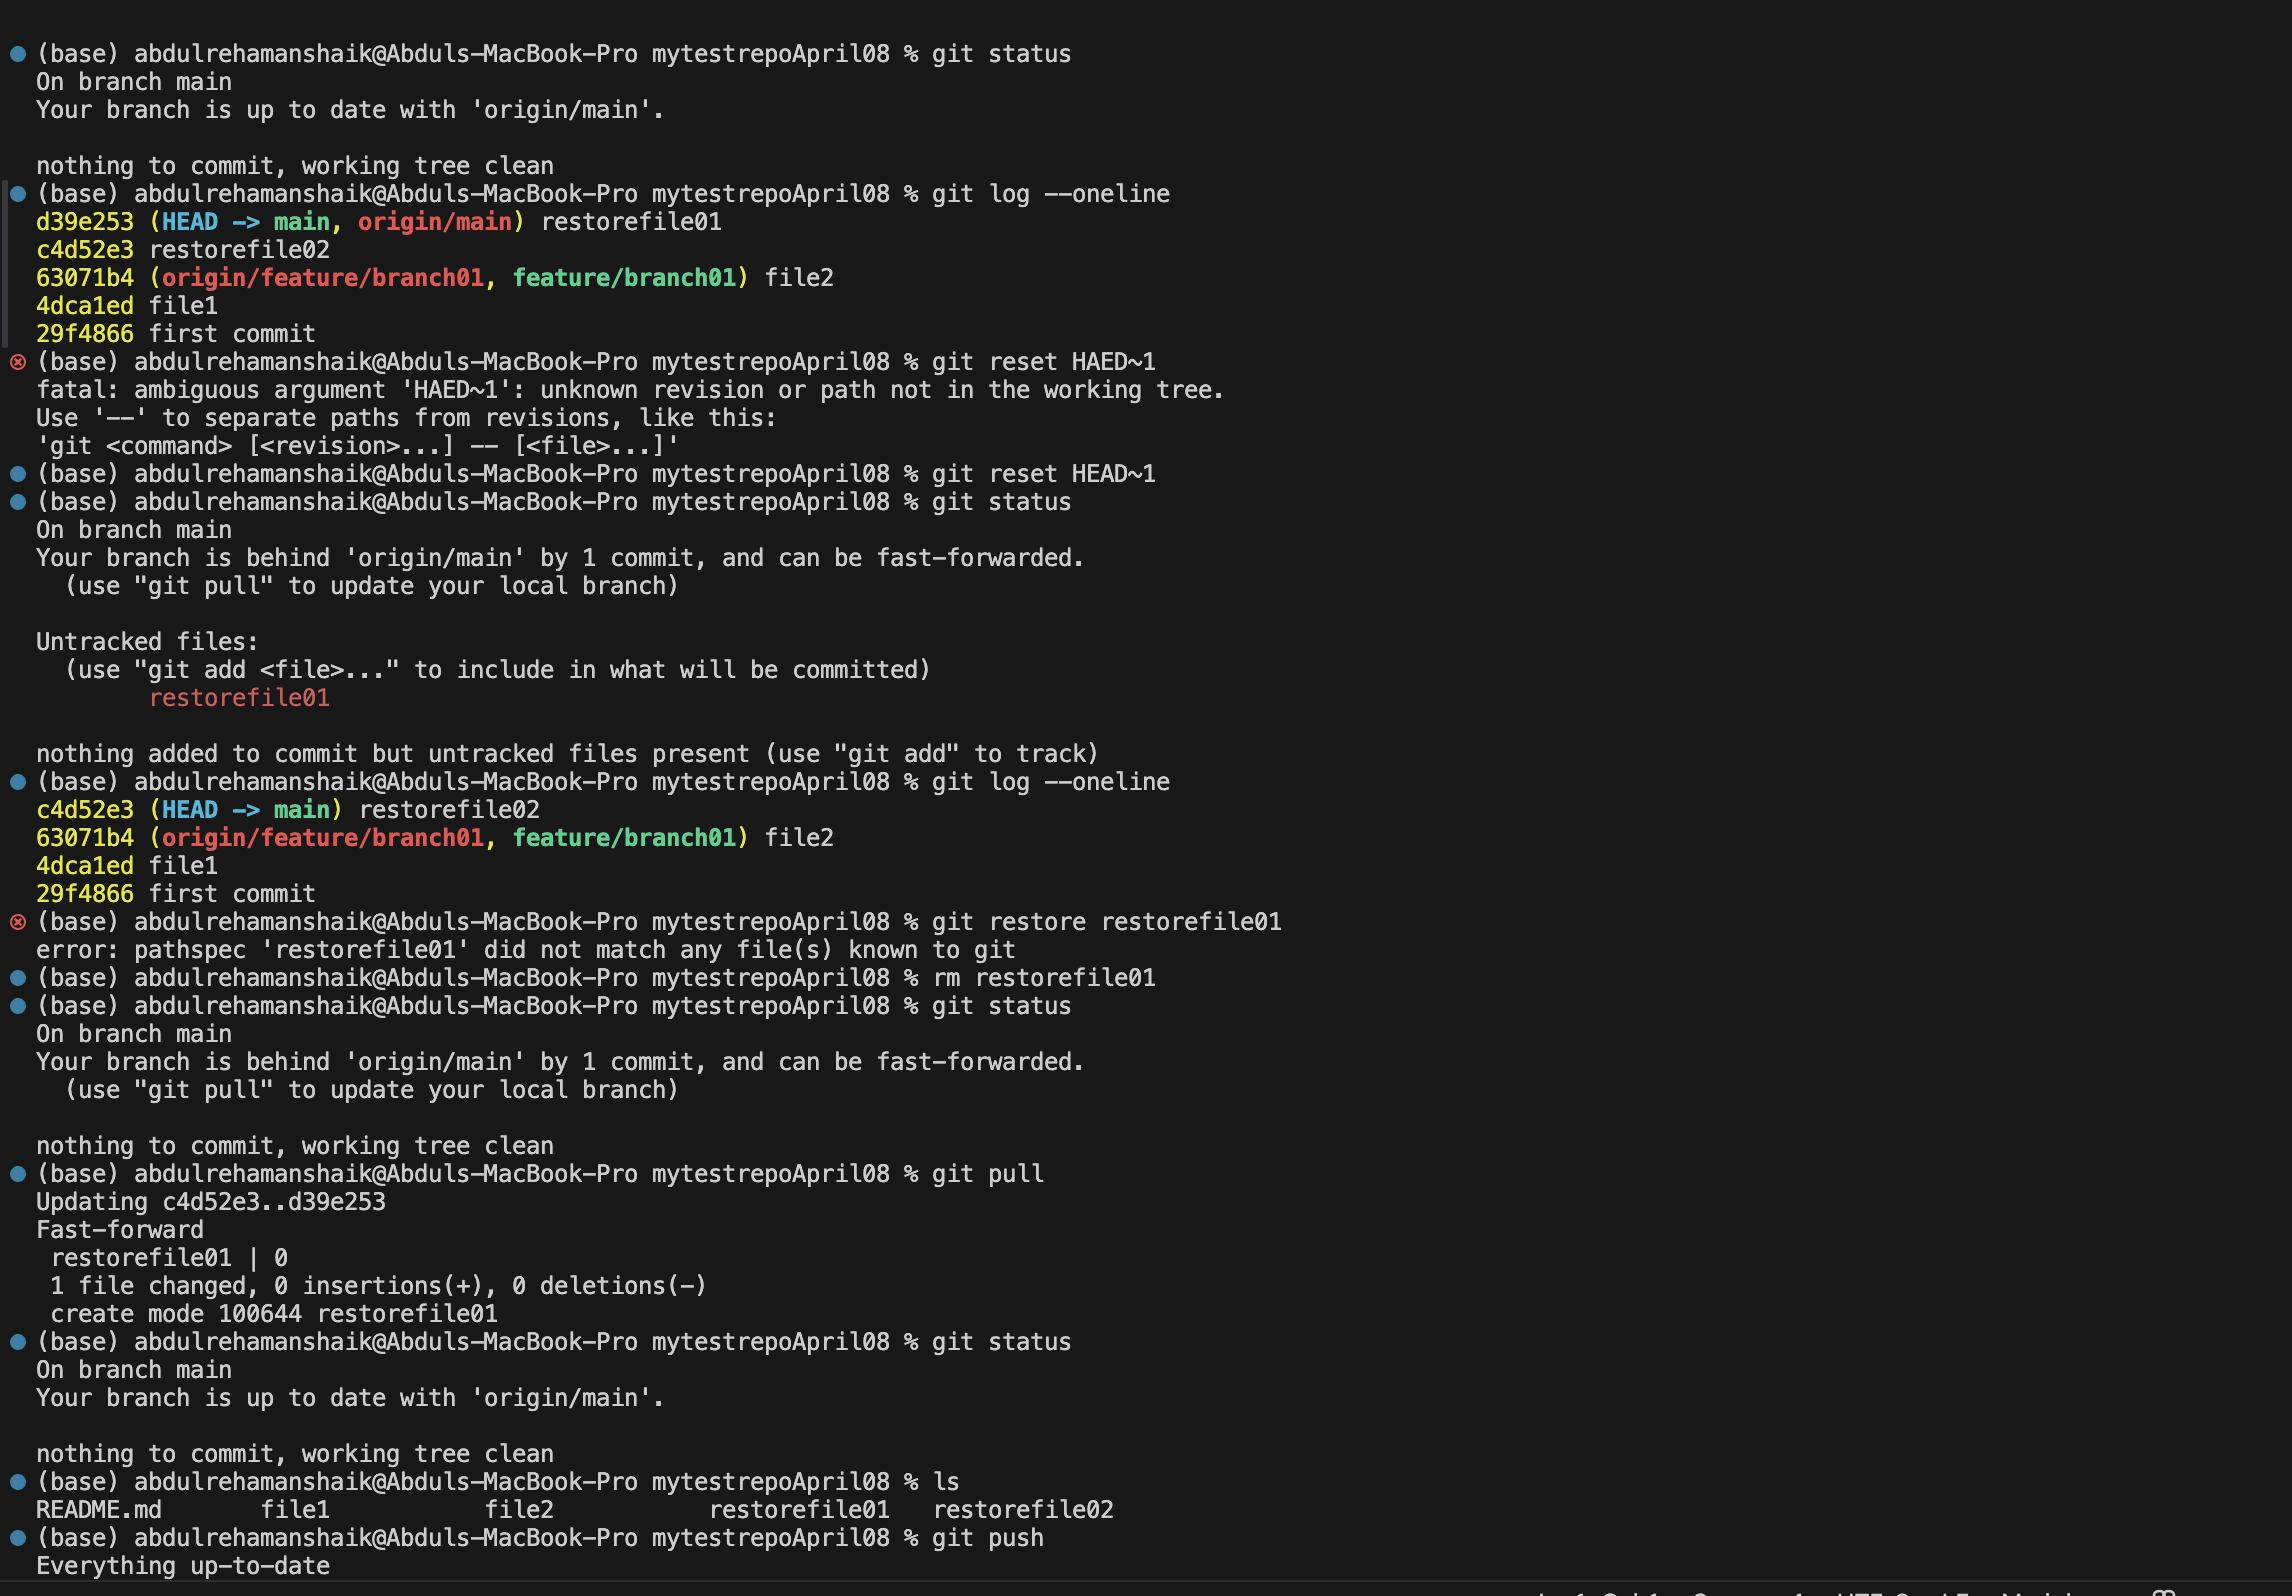 (base) abdulrehamanshaik@Abduls-MacBook-Pro mytestrepoApril08 % git status
On branch main
Your branch is up to date with 'origin/main'.
nothing to commit, working tree clean
(base) abdulrehamanshaik@Abduls-MacBook-Pro mytestrepoApril08 % git log --oneline
d39e253 (HEAD -> main, origin/main) restorefile01
c4d52e3 restorefile02
63071b4 (origin/feature/branch01, feature/branch01) file2
4dca1ed file1
29f4866 first commit
(base) abdulrehamanshaik@Abduls-MacBook-Pro mytestrepoApril08 % git reset HAED~1
fatal: ambiguous argument 'HAED~1': unknown revision or path not in the working tree.
Use '--' to separate paths from revisions, like this:
'git <command> [<revision>...] -- [<file>...]'
(base) abdulrehamanshaik@Abduls-MacBook-Pro mytestrepoApril08 % git reset HEAD~1
(base) abdulrehamanshaik@Abduls-MacBook-Pro mytestrepoApril08 % git status
On branch main
Your branch is behind 'origin/main' by 1 commit, and can be fast-forwarded.
  (use "git pull" to update your local branch)
Untracked files:
  (use "git add <file>..." to include in what will be committed)
        restorefile01
nothing added to commit but untracked files present (use "git add" to track)
(base) abdulrehamanshaik@Abduls-MacBook-Pro mytestrepoApril08 % git log --oneline
c4d52e3 (HEAD -> main) restorefile02
63071b4 (origin/feature/branch01, feature/branch01) file2
4dca1ed file1
29f4866 first commit
(base) abdulrehamanshaik@Abduls-MacBook-Pro mytestrepoApril08 % git restore restorefile01
error: pathspec 'restorefile01' did not match any file(s) known to git
(base) abdulrehamanshaik@Abduls-MacBook-Pro mytestrepoApril08 % rm restorefile01
(base) abdulrehamanshaik@Abduls-MacBook-Pro mytestrepoApril08 % git status
On branch main
Your branch is behind 'origin/main' by 1 commit, and can be fast-forwarded.
  (use "git pull" to update your local branch)
nothing to commit, working tree clean
(base) abdulrehamanshaik@Abduls-MacBook-Pro mytestrepoApril08 % git pull
Updating c4d52e3..d39e253
Fast-forward
 restorefile01 | 0
 1 file changed, 0 insertions(+), 0 deletions(-)
 create mode 100644 restorefile01
(base) abdulrehamanshaik@Abduls-MacBook-Pro mytestrepoApril08 % git status
On branch main
Your branch is up to date with 'origin/main'.
nothing to commit, working tree clean
(base) abdulrehamanshaik@Abduls-MacBook-Pro mytestrepoApril08 % ls
README.md       file1           file2           restorefile01   restorefile02
(base) abdulrehamanshaik@Abduls-MacBook-Pro mytestrepoApril08 % git push
Everything up-to-date